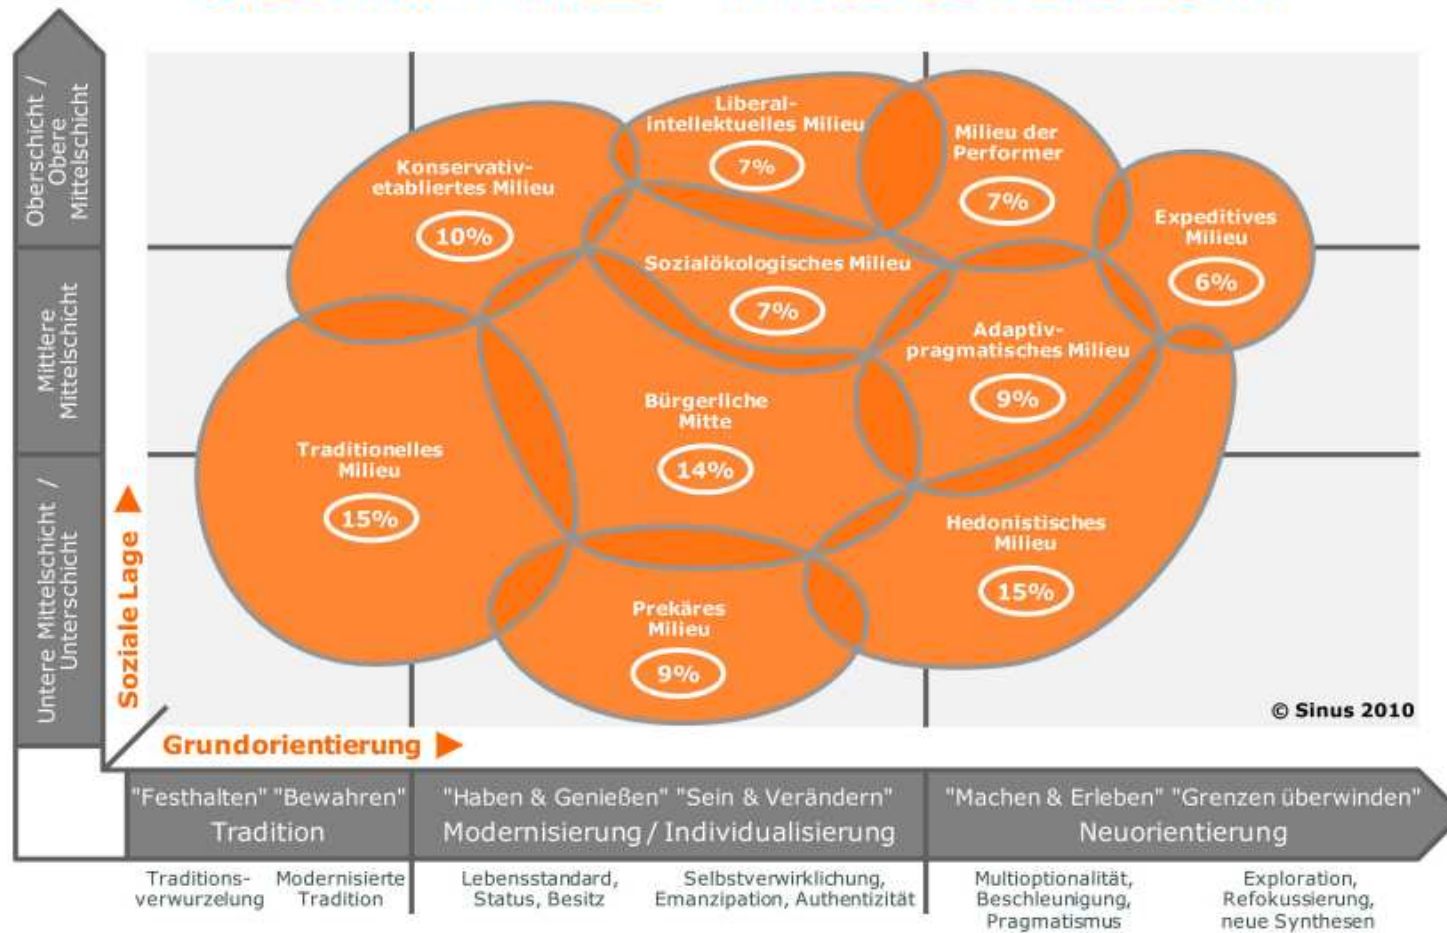 Oberschicht /
Obere
Mittelschicht
Mittlere
Mittelschicht
Untere Mittelschicht /
Unterschicht
Soziale Lage
Konservativ-
etabliertes Milieu
10%
Liberal-
intellektuelles Milieu
7%
Milieu der
Performer
7%
Expeditives
Milieu
6%
Sozialökologisches Milieu
7%
Adaptiv-
pragmatisches Milieu
9%
Bürgerliche
Mitte
14%
Traditionelles
Milieu
15%
Hedonistisches
Milieu
15%
Prekäres
Milieu
9%
© Sinus 2010
Grundorientierung
"Festhalten" "Bewahren"
Tradition
"Haben & Genießen" "Sein & Verändern"
Modernisierung / Individualisierung
"Machen & Erleben" "Grenzen überwinden"
Neuorientierung
Traditions-
verwurzelung
Modernisierte
Tradition
Lebensstandard,
Status, Besitz
Selbstverwirklichung,
Emanzipation, Authentizität
Multioptionalität,
Beschleunigung,
Pragmatismus
Exploration,
Refokussierung,
neue Synthesen